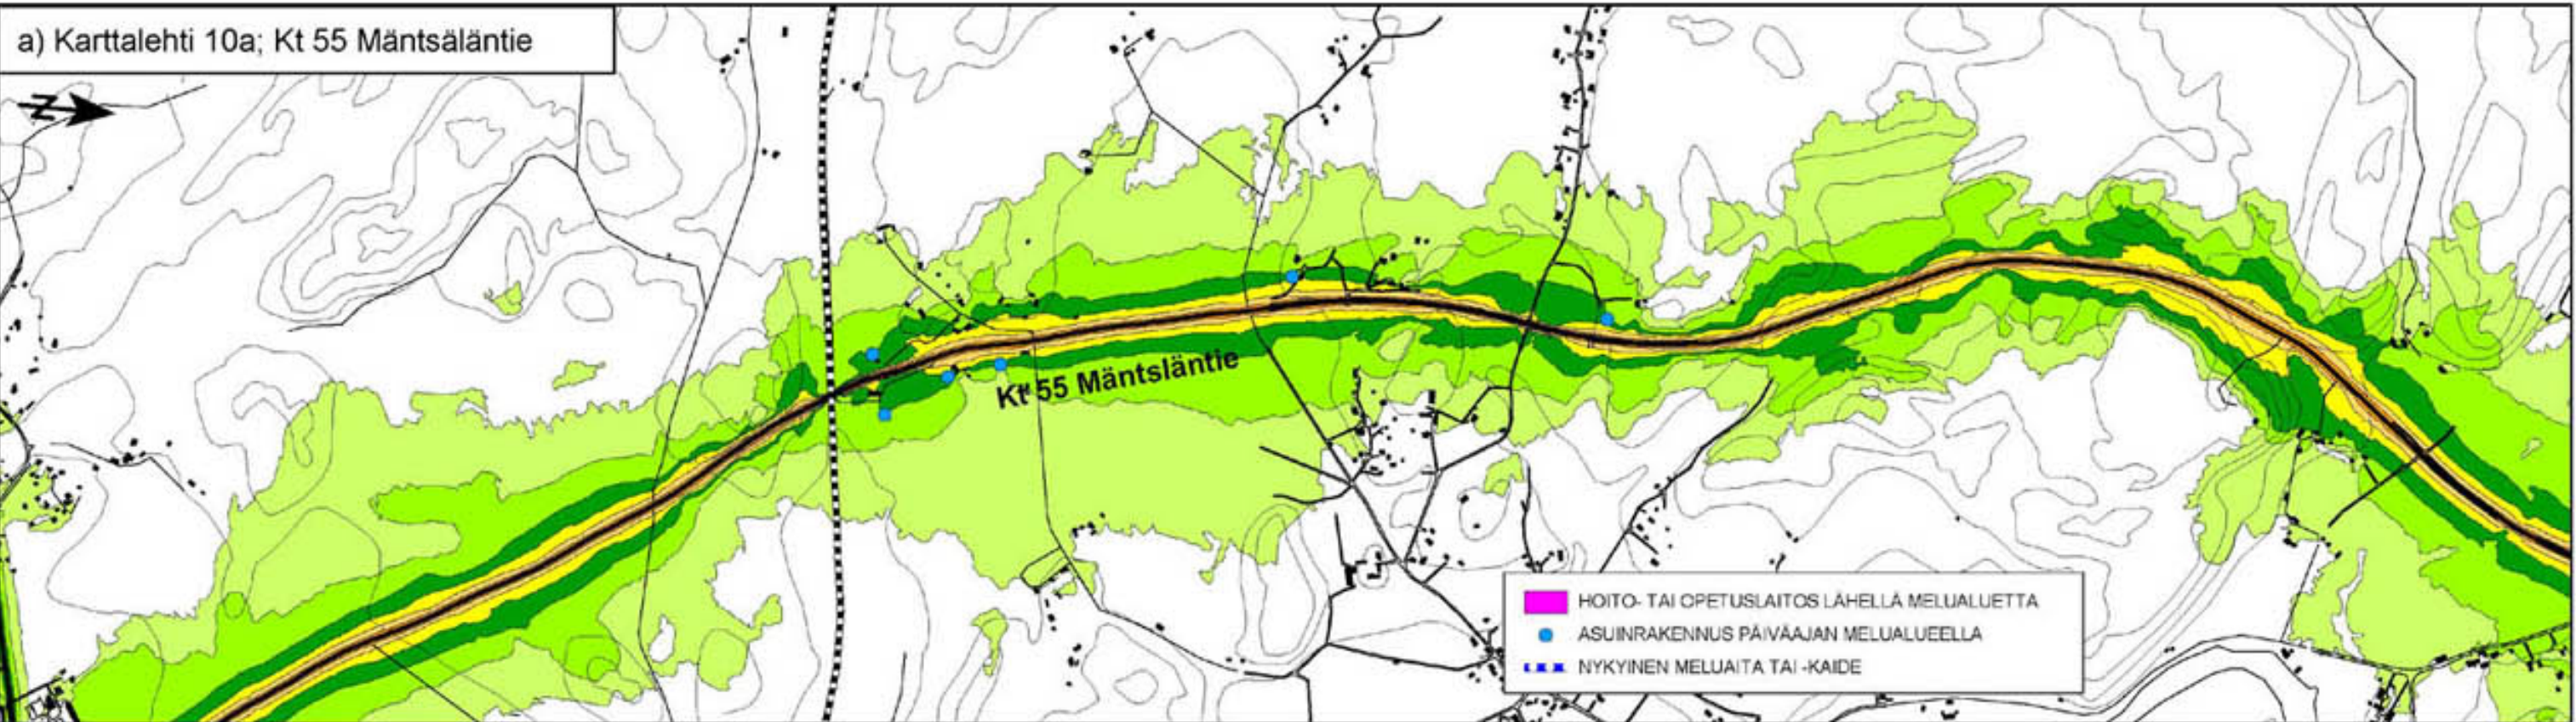 a) Karttalehti 10a; Kt 55 Mäntsäläntie
N
Kt 55 Mäntsläntie
HOITO- TAI OPETUSLAITOS LÄHELLÄ MELUALUETTA
ASUINRAKENNUS PÄIVÄAJAN MELUALUEELLA
NYKYINEN MELUAITA TAI -KAIDE